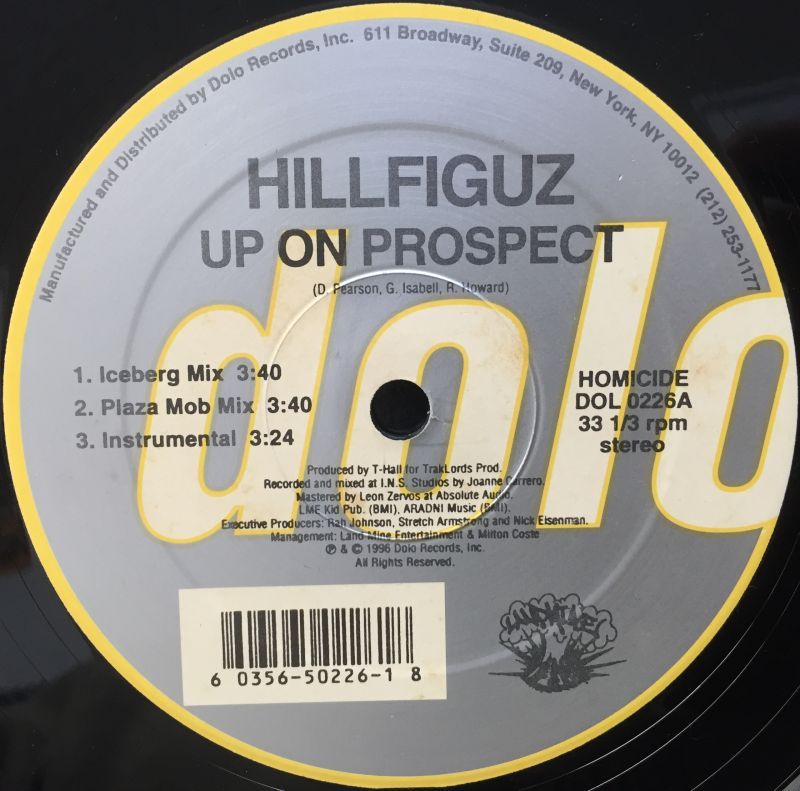 Manufactured and Distributed by Dolo Records, Inc. 611 Broadway, Suite 209, New York, NY 10012 (212) 253-1177
HILLFIGUZ
UP ON PROSPECT
(D. Pearson, G. Isabell, R. Howard)
dolo
1. Iceberg Mix 3:40
2. Plaza Mob Mix 3:40
3. Instrumental 3:24
HOMICIDE
DOL 0226A
33 1/3 rpm
stereo
Produced by T-Hall for TrakLords Prod.
Recorded and mixed at I.N.S. Studios by Joanne Carrero.
Mastered by Leon Zervos at Absolute Audio.
LME Kid Pub. (BMI), ARADNI Music (BMI).
Executive Producers: Rali Johnson, Stretch Armstrong and Nick Eisenman.
Management: Land Mine Entertainment & Milton Coste
℗ & © 1996 Dolo Records, Inc.
All Rights Reserved.
6 0356-50226-1 8
LANDMINE